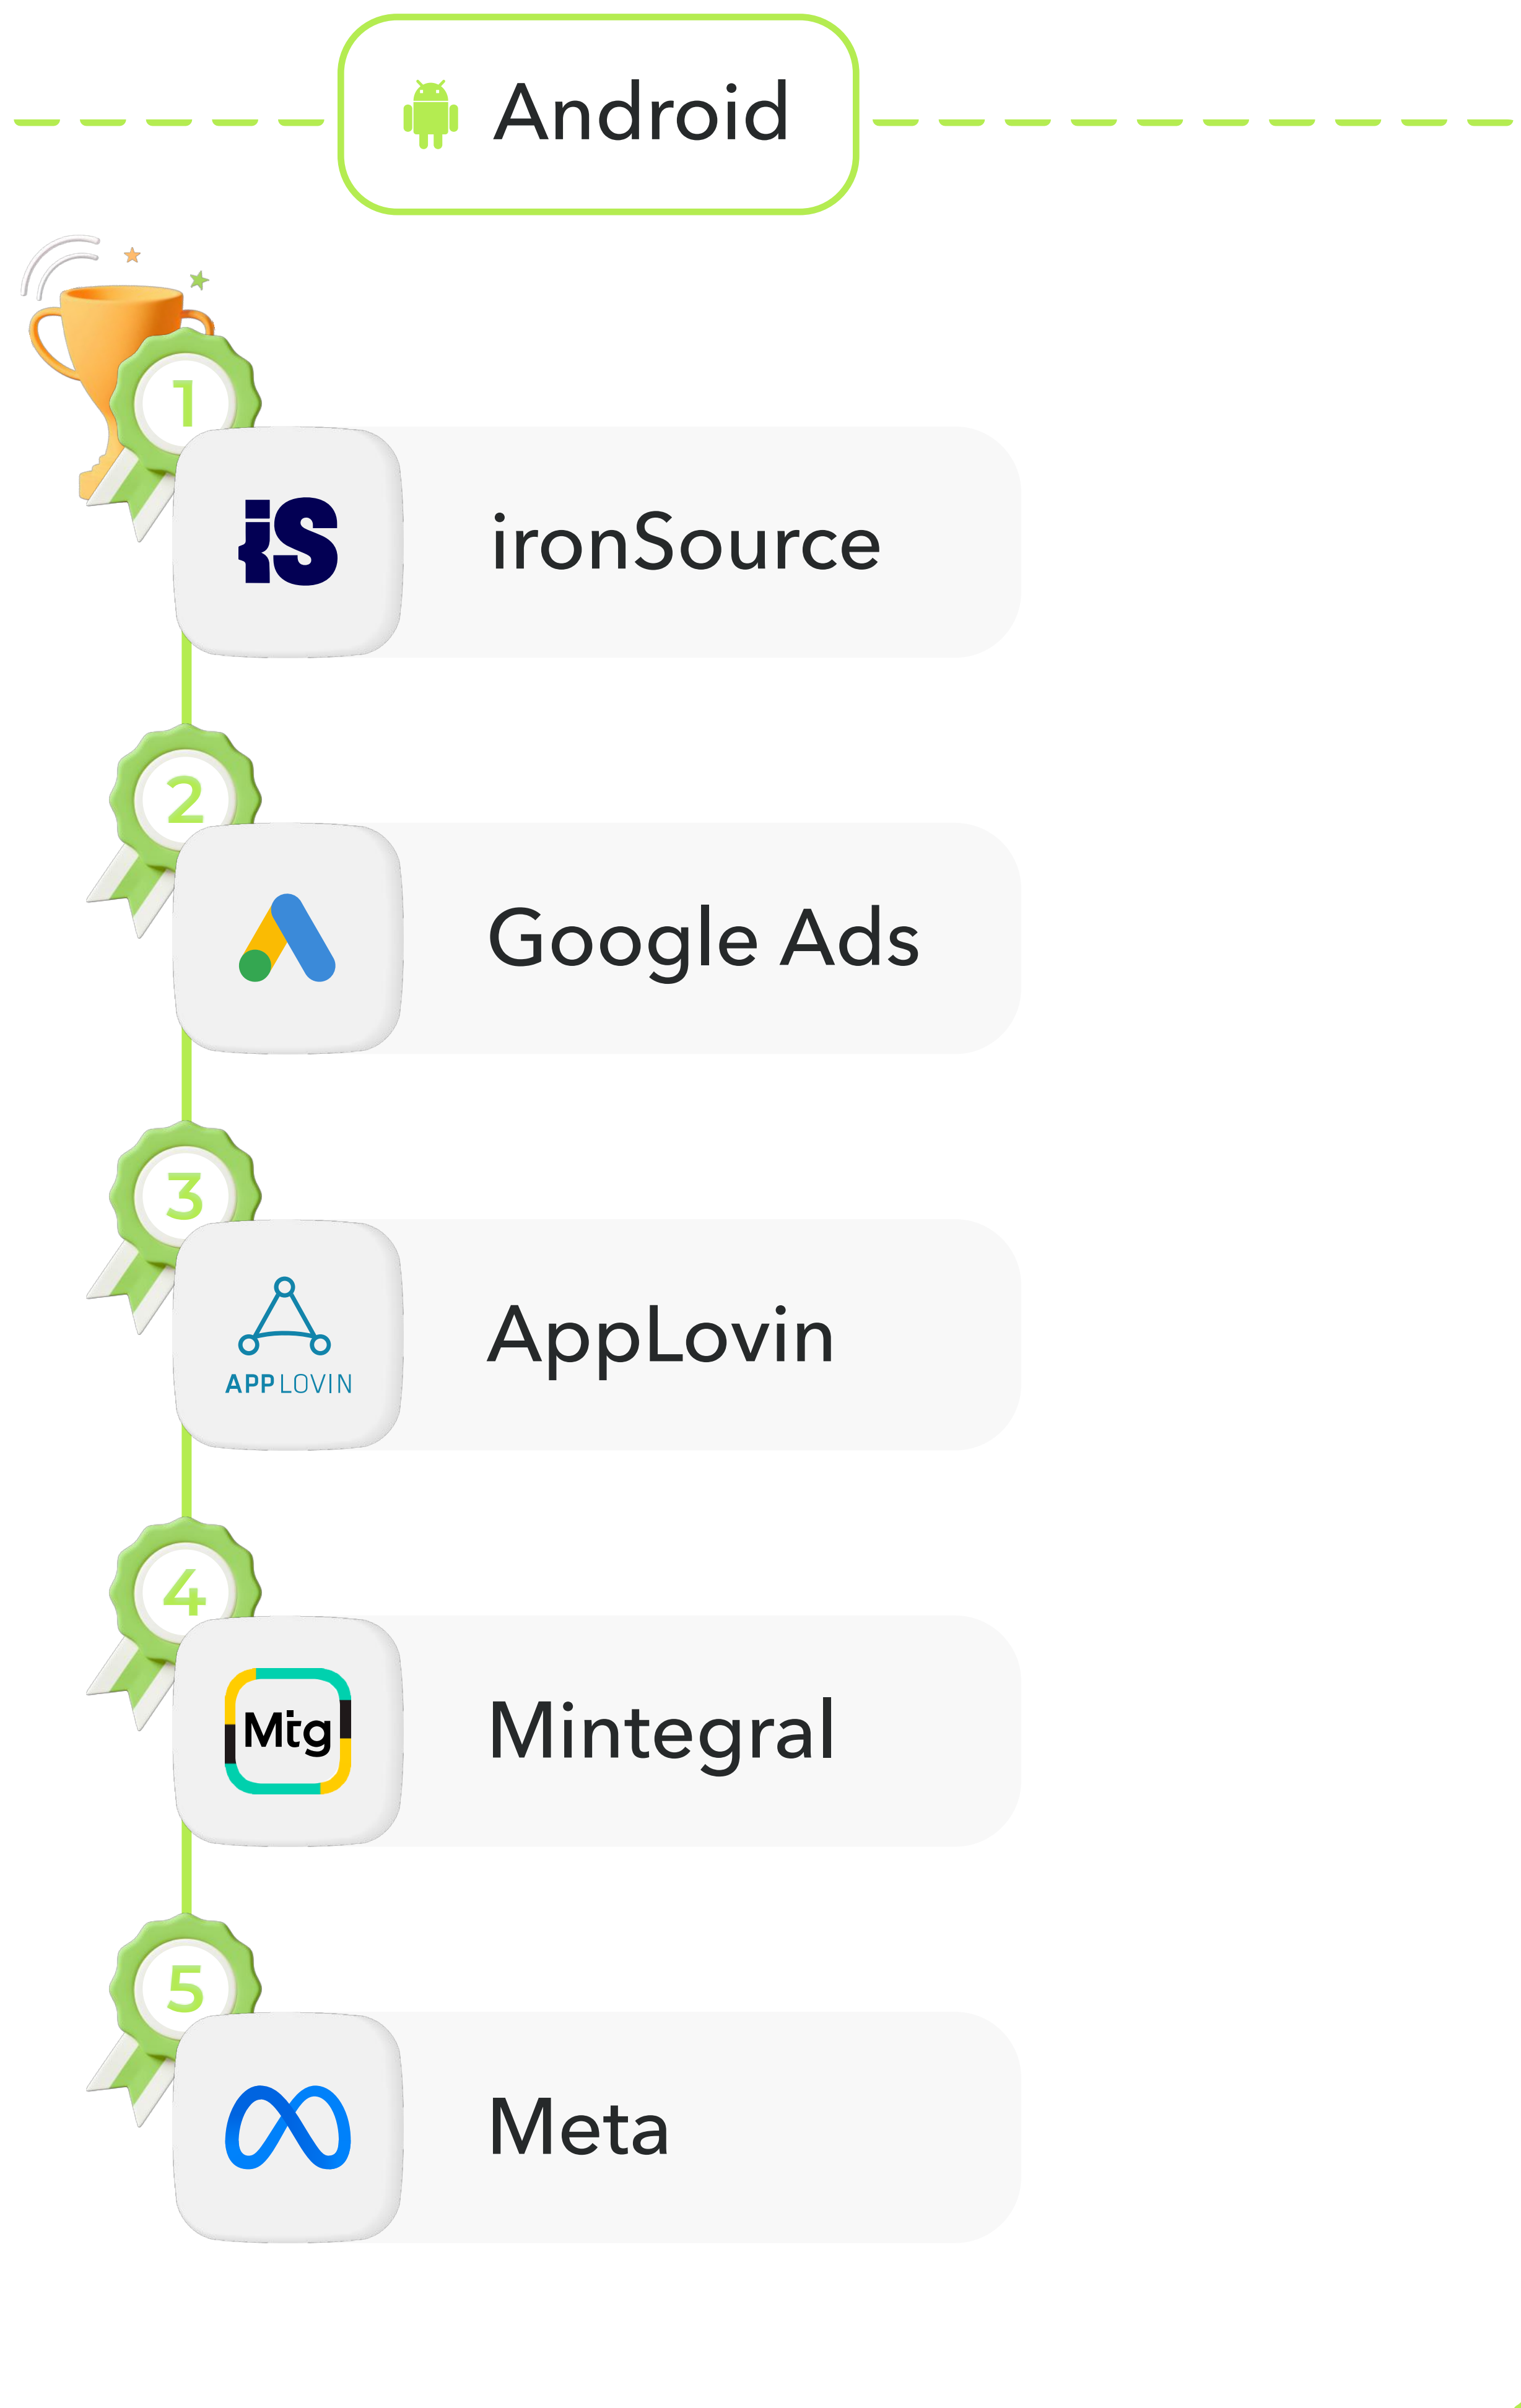 Android
1
iS
ironSource
2
Google Ads
3
APPLOVIN
AppLovin
4
Mtg
Mintegral
5
Meta